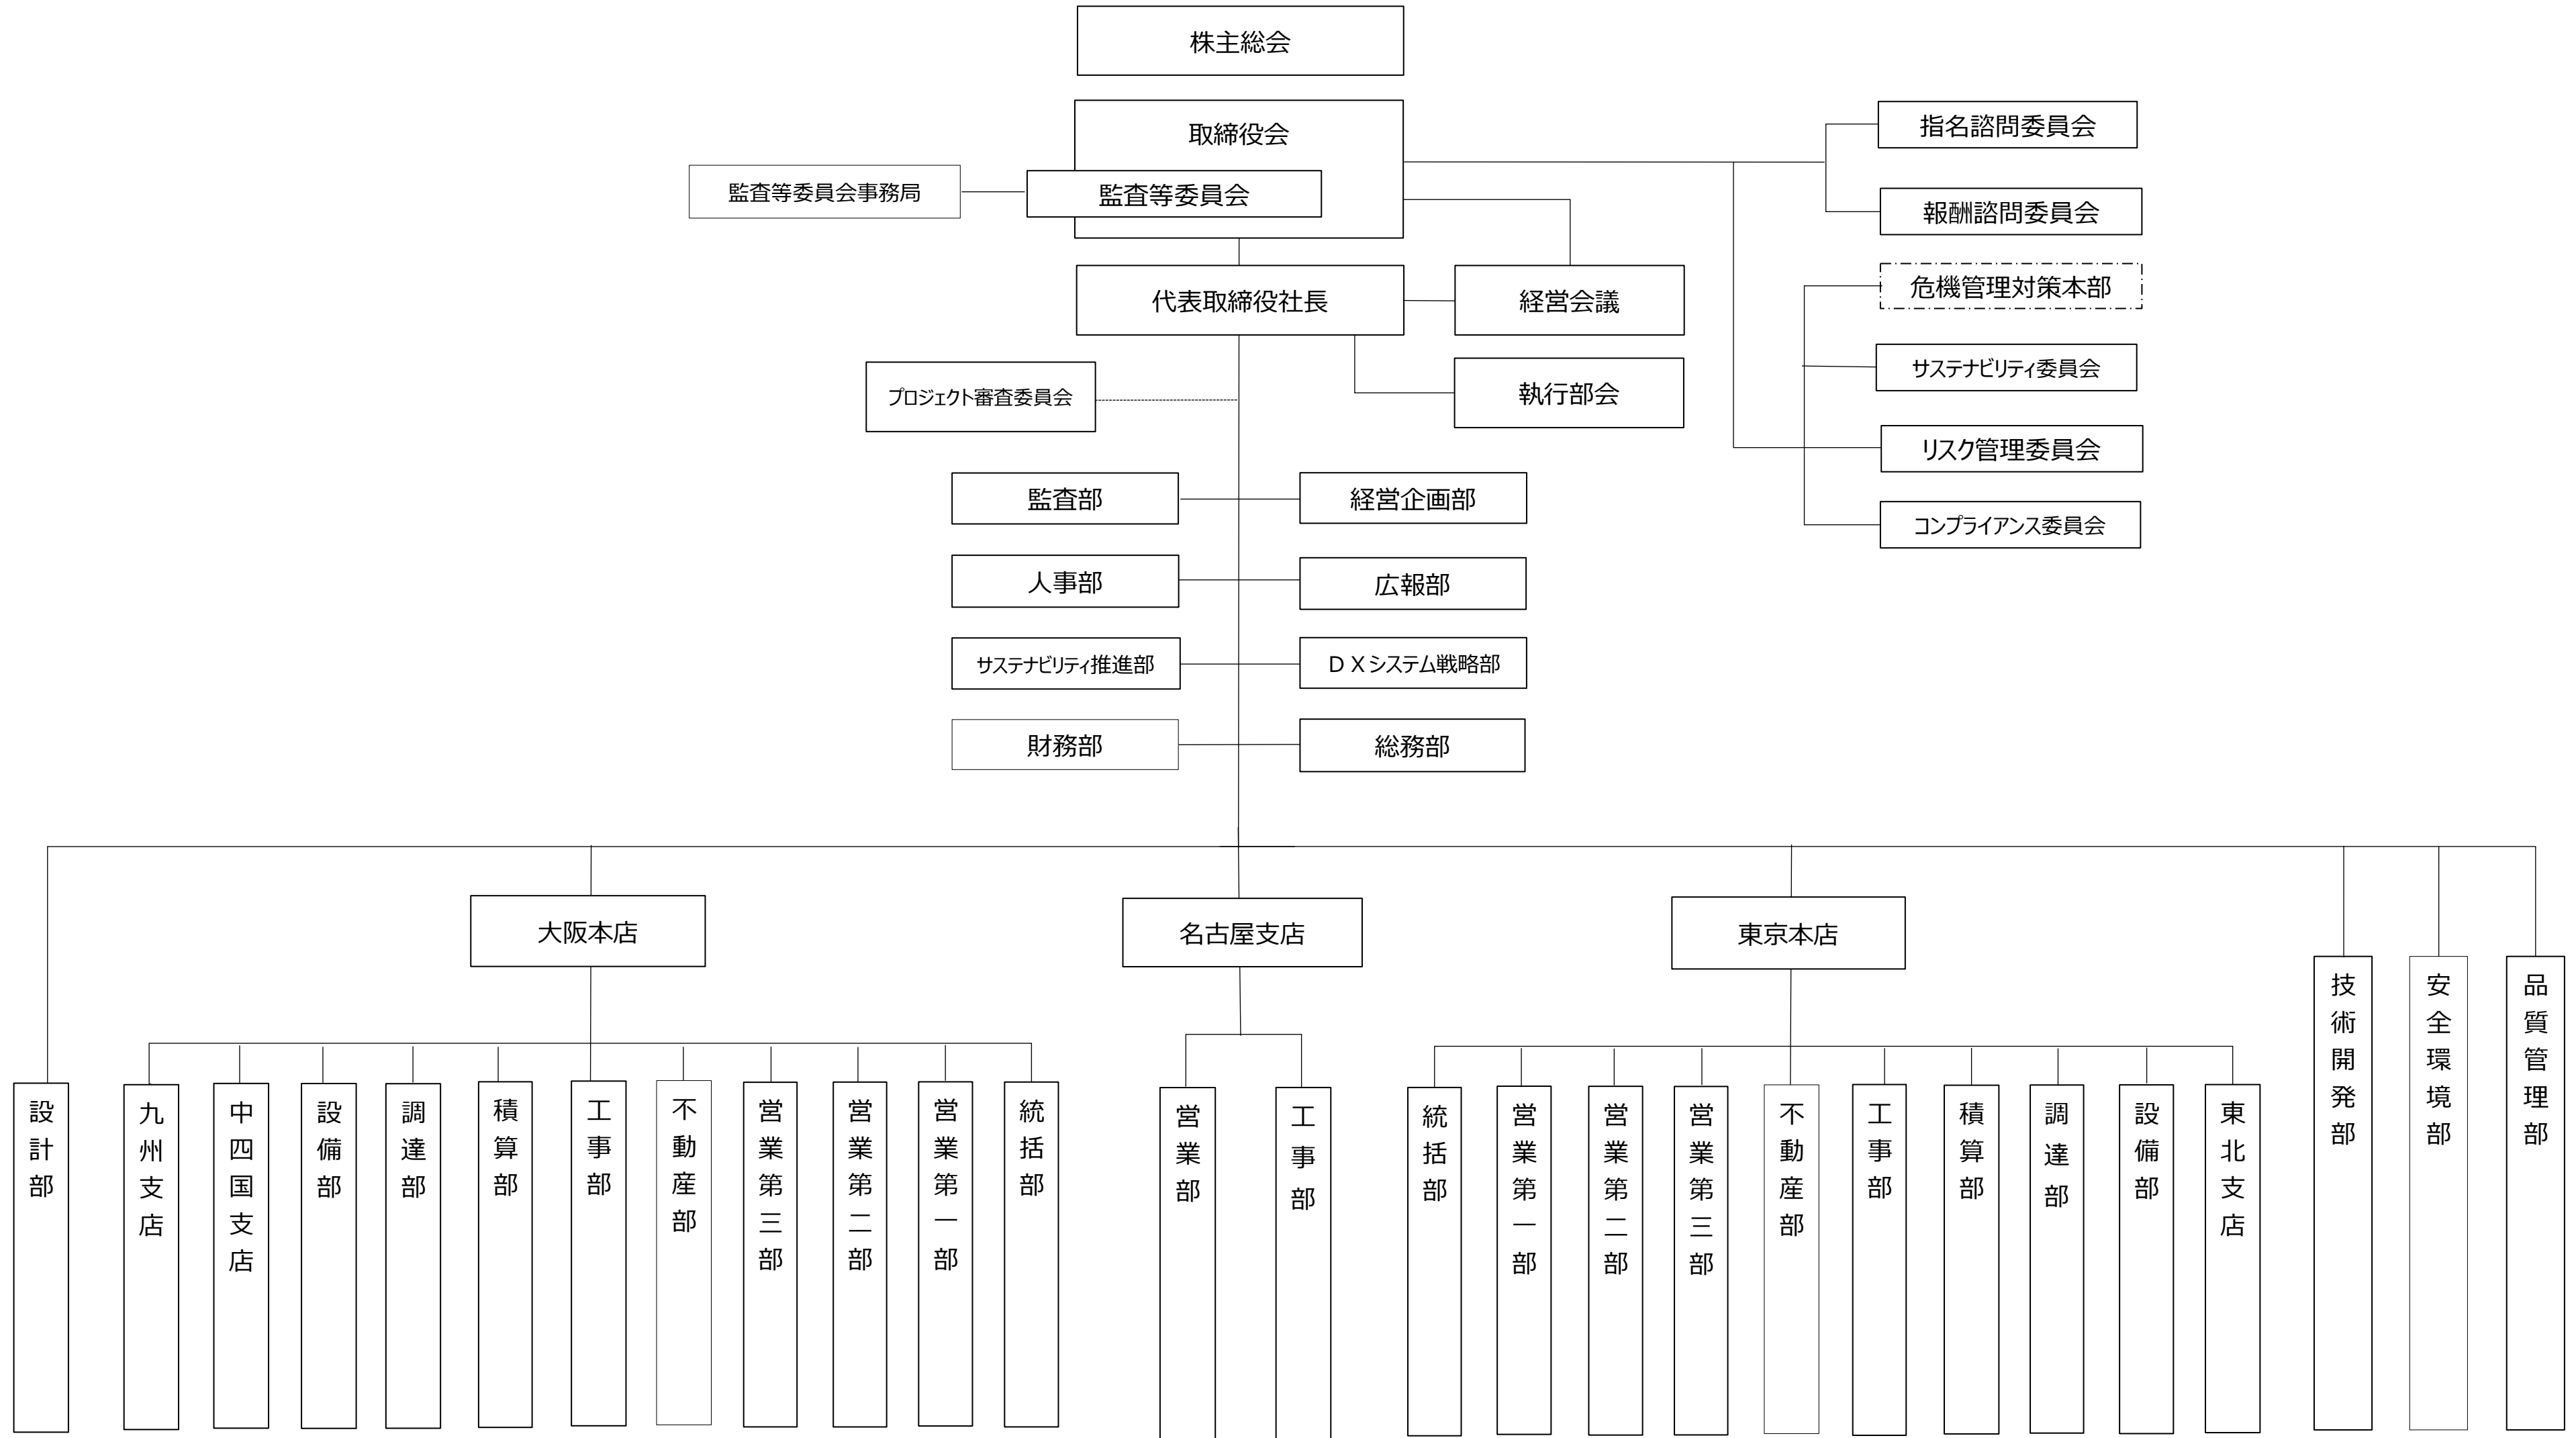 株主総会
取締役会
指名諮問委員会
監査等委員会事務局
監査等委員会
報酬諮問委員会
代表取締役社長
経営会議
危機管理対策本部
プロジェクト審査委員会
執行部会
サステナビリティ委員会
リスク管理委員会
監査部
経営企画部
コンプライアンス委員会
人事部
広報部
サステナビリティ推進部
ＤＸシステム戦略部
財務部
総務部
大阪本店
名古屋支店
東京本店
設計部
九州支店
中四国支店
設備部
調達部
積算部
工事部
不動産部
営業第三部
営業第二部
営業第一部
統括部
営業部
工事部
統括部
営業第一部
営業第二部
営業第三部
不動産部
工事部
積算部
調達部
設備部
東北支店
技術開発部
安全環境部
品質管理部